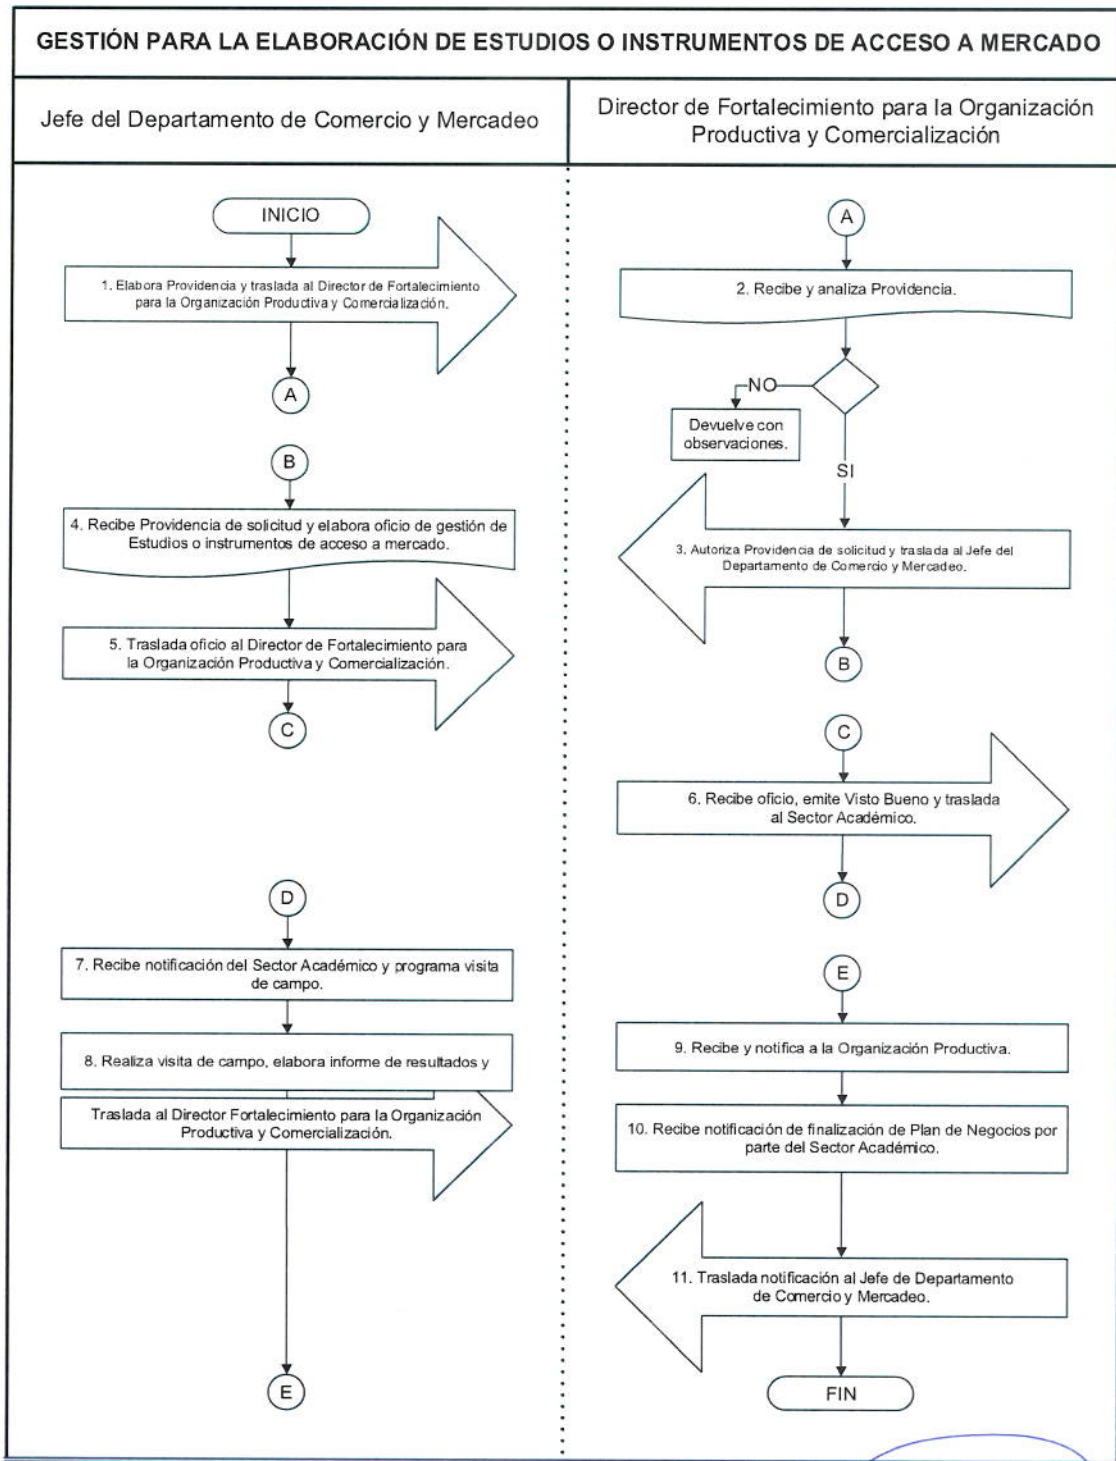 GESTIÓN PARA LA ELABORACIÓN DE ESTUDIOS O INSTRUMENTOS DE ACCESO A MERCADO
Jefe del Departamento de Comercio y Mercadeo
Director de Fortalecimiento para la Organización
Productiva y Comercialización
INICIO
1. Elabora Providencia y traslada al Director de Fortalecimiento
para la Organización Productiva y Comercialización.
A
B
4. Recibe Providencia de solicitud y elabora oficio de gestión de
Estudios o instrumentos de acceso a mercado.
5. Traslada oficio al Director de Fortalecimiento para
la Organización Productiva y Comercialización.
C
D
7. Recibe notificación del Sector Académico y programa visita
de campo.
8. Realiza visita de campo, elabora informe de resultados y
Traslada al Director Fortalecimiento para la Organización
Productiva y Comercialización.
E
A
2. Recibe y analiza Providencia.
NO
Devuelve con
observaciones.
SI
3. Autoriza Providencia de solicitud y traslada al Jefe del
Departamento de Comercio y Mercadeo.
B
C
6. Recibe oficio, emite Visto Bueno y traslada
al Sector Académico.
D
E
9. Recibe y notifica a la Organización Productiva.
10. Recibe notificación de finalización de Plan de Negocios por
parte del Sector Académico.
11. Traslada notificación al Jefe de Departamento
de Comercio y Mercadeo.
FIN